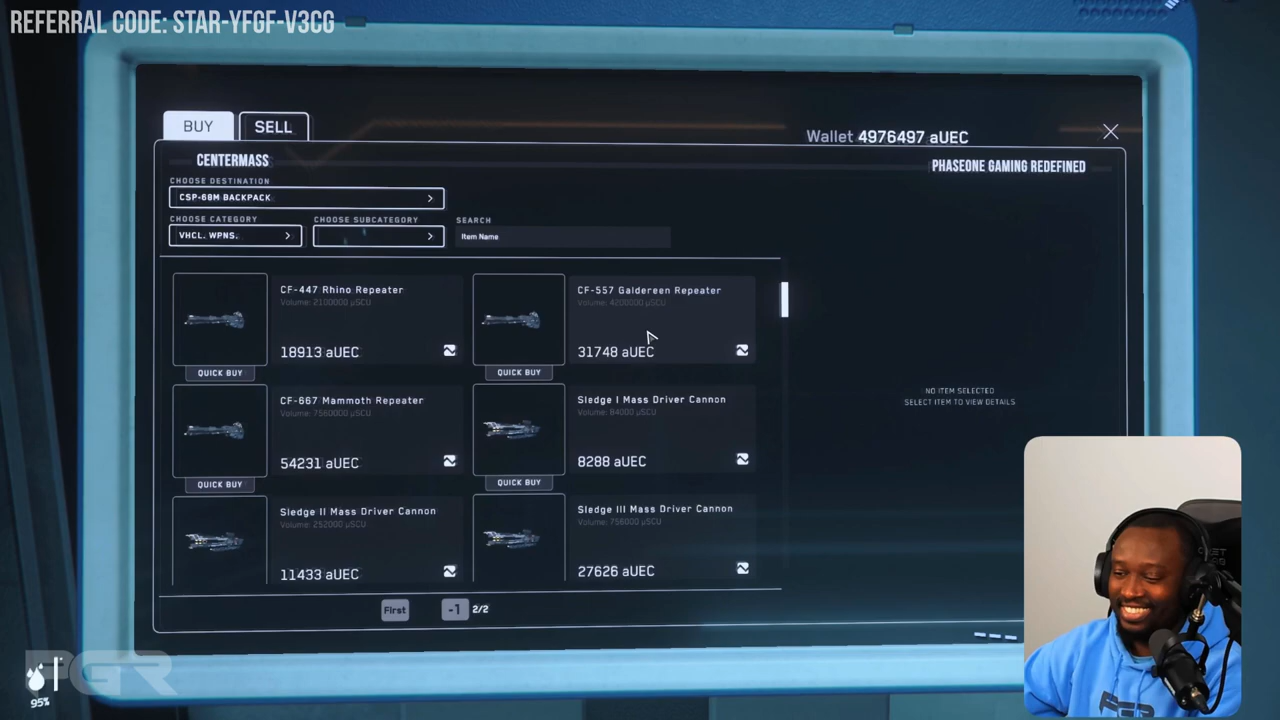 REFERRAL CODE: STAR-YFGF-V3CG
BUY
SELL
Wallet 4976497 aUEC
CENTERMASS
PHASEONE GAMING REDEFINED
CHOOSE DESTINATION
CSP-68M BACKPACK
CHOOSE CATEGORY
CHOOSE SUBCATEGORY
SEARCH
VHCL. WPNS.
Item Name
CF-447 Rhino Repeater
Volume: 2100000 µSCU
18913 aUEC
QUICK BUY
CF-557 Galdereen Repeater
Volume: 4200000 µSCU
31748 aUEC
QUICK BUY
CF-667 Mammoth Repeater
Volume: 7560000 µSCU
54231 aUEC
QUICK BUY
Sledge I Mass Driver Cannon
Volume: 84000 µSCU
8288 aUEC
QUICK BUY
Sledge II Mass Driver Cannon
Volume: 252000 µSCU
11433 aUEC
Sledge III Mass Driver Cannon
Volume: 756000 µSCU
27626 aUEC
NO ITEM SELECTED
SELECT ITEM TO VIEW DETAILS
First
-1
2/2
PGR
95%